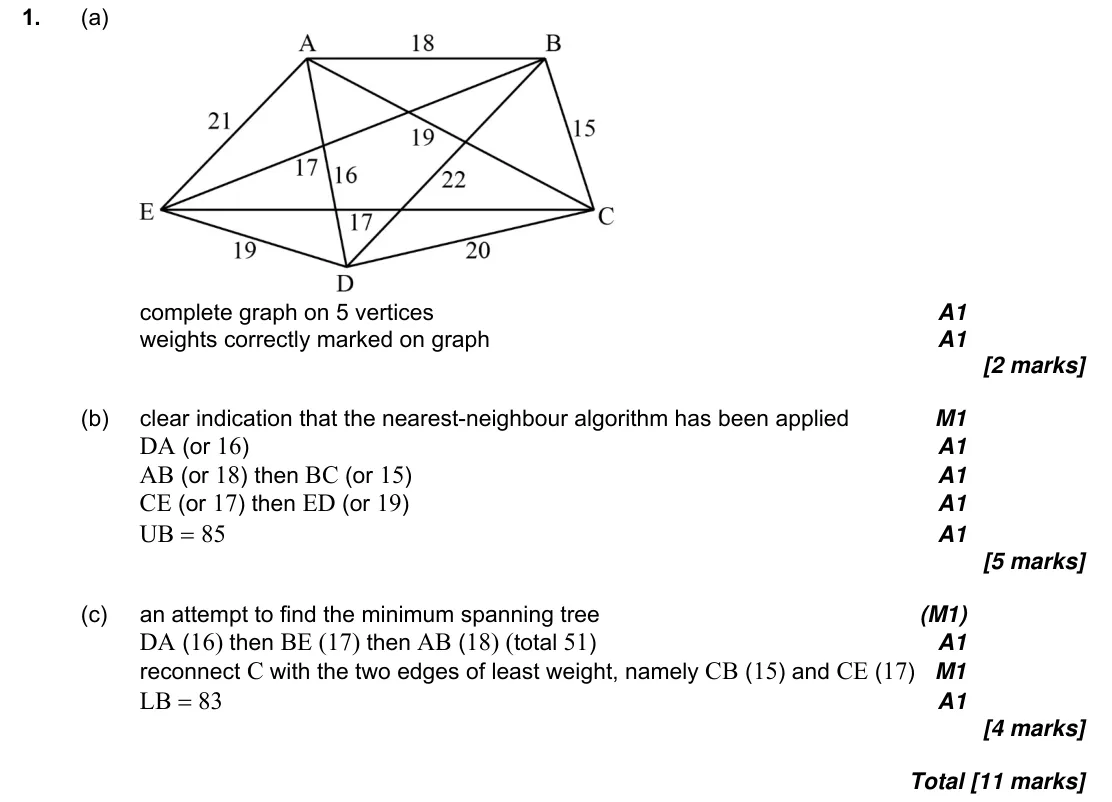 1. (a)
A 18 B
21
15
19
17 16
22
E
C
17
19
20
D
complete graph on 5 vertices A1
weights correctly marked on graph A1
[2 marks]
(b) clear indication that the nearest-neighbour algorithm has been applied M1
DA (or 16) A1
AB (or 18) then BC (or 15) A1
CE (or 17) then ED (or 19) A1
UB = 85 A1
[5 marks]
(c) an attempt to find the minimum spanning tree (M1)
DA (16) then BE (17) then AB (18) (total 51) A1
reconnect C with the two edges of least weight, namely CB (15) and CE (17) M1
LB = 83 A1
[4 marks]
Total [11 marks]